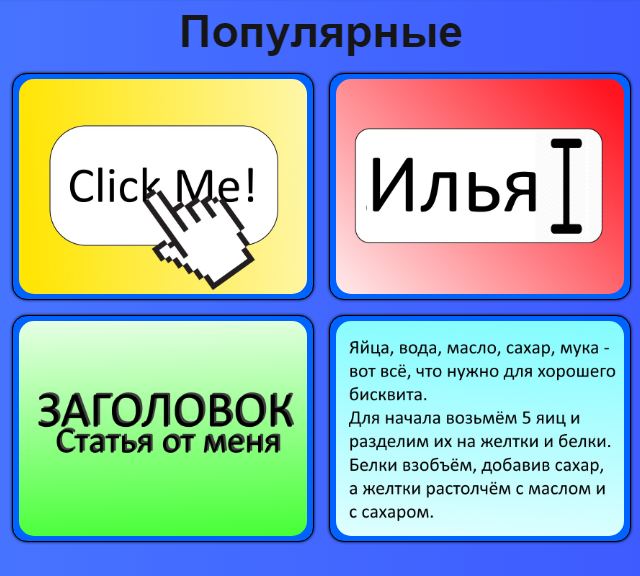 Популярные
Click Me!
Илья
ЗАГОЛОВОК
Статья от меня
Яйца, вода, масло, сахар, мука -
вот всё, что нужно для хорошего
бисквита.
Для начала возьмём 5 яиц и
разделим их на желтки и белки.
Белки взобъём, добавив сахар,
а желтки растолчём с маслом и
с сахаром.